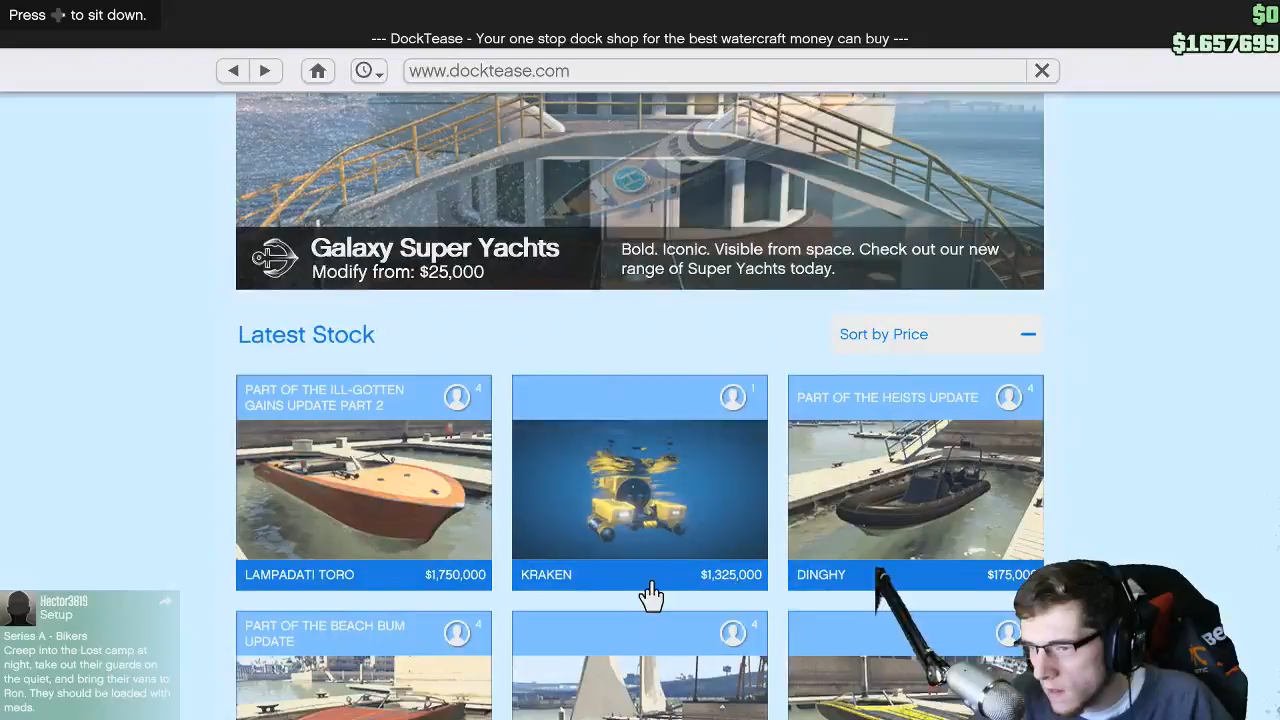 Press to sit down.
$0
--- DockTease - Your one stop dock shop for the best watercraft money can buy ---
$1657699
www.docktease.com
Galaxy Super Yachts
Modify from: $25,000
Bold. Iconic. Visible from space. Check out our new
range of Super Yachts today.
Latest Stock
Sort by Price
PART OF THE ILL-GOTTEN
GAINS UPDATE PART 2
4
1
PART OF THE HEISTS UPDATE
4
LAMPADATI TORO
$1,750,000
KRAKEN
$1,325,000
DINGHY
$175,000
Hector3819
Setup
Series A - Bikers
Creep into the Lost camp at
night, take out their guards on
the quiet, and bring their vans to
Ron. They should be loaded with
meds.
PART OF THE BEACH BUM
UPDATE
4
4